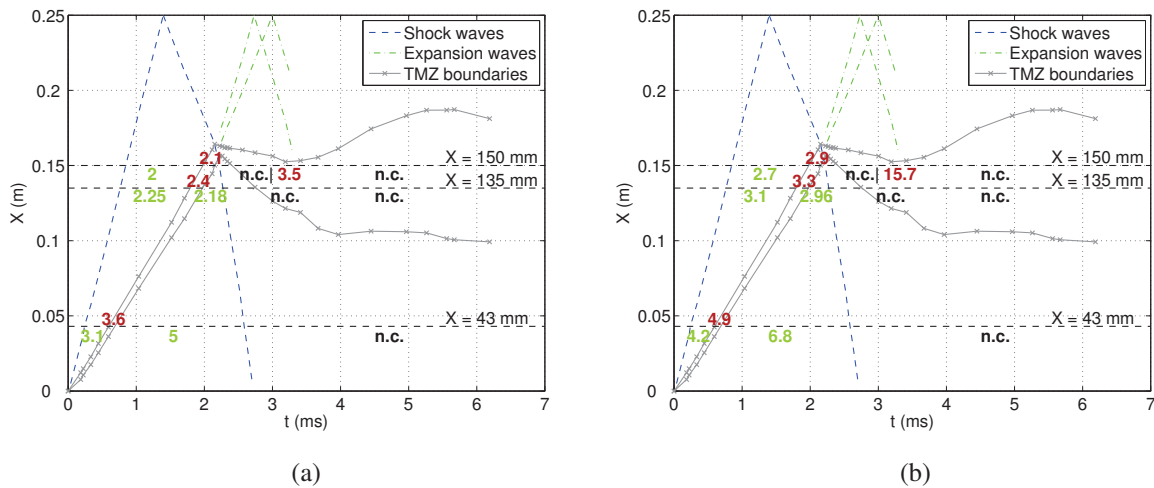 0.25
0.2
0.15
0.1
0.05
0
X (m)
0 1 2 3 4 5 6 7
t (ms)
Shock waves
Expansion waves
TMZ boundaries
2.1
X = 150 mm
2
n.c.| 3.5
n.c.
2.4
X = 135 mm
2.25
2.18
n.c.
n.c.
3.6
X = 43 mm
3.1
5
n.c.
(a)
0.25
0.2
0.15
0.1
0.05
0
X (m)
0 1 2 3 4 5 6 7
t (ms)
Shock waves
Expansion waves
TMZ boundaries
2.9
X = 150 mm
2.7
n.c.| 15.7
n.c.
3.3
X = 135 mm
3.1
2.96
n.c.
n.c.
4.9
X = 43 mm
4.2
6.8
n.c.
(b)